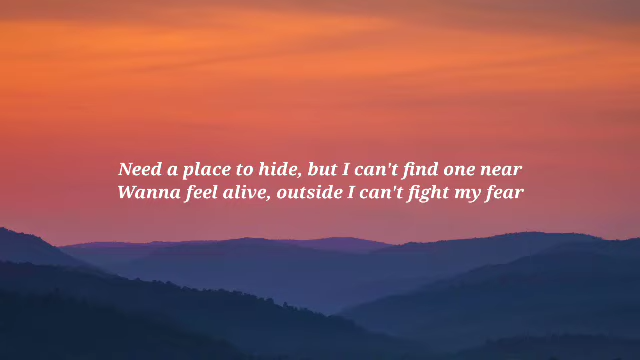 Need a place to hide, but I can't find one near
Wanna feel alive, outside I can't fight my fear